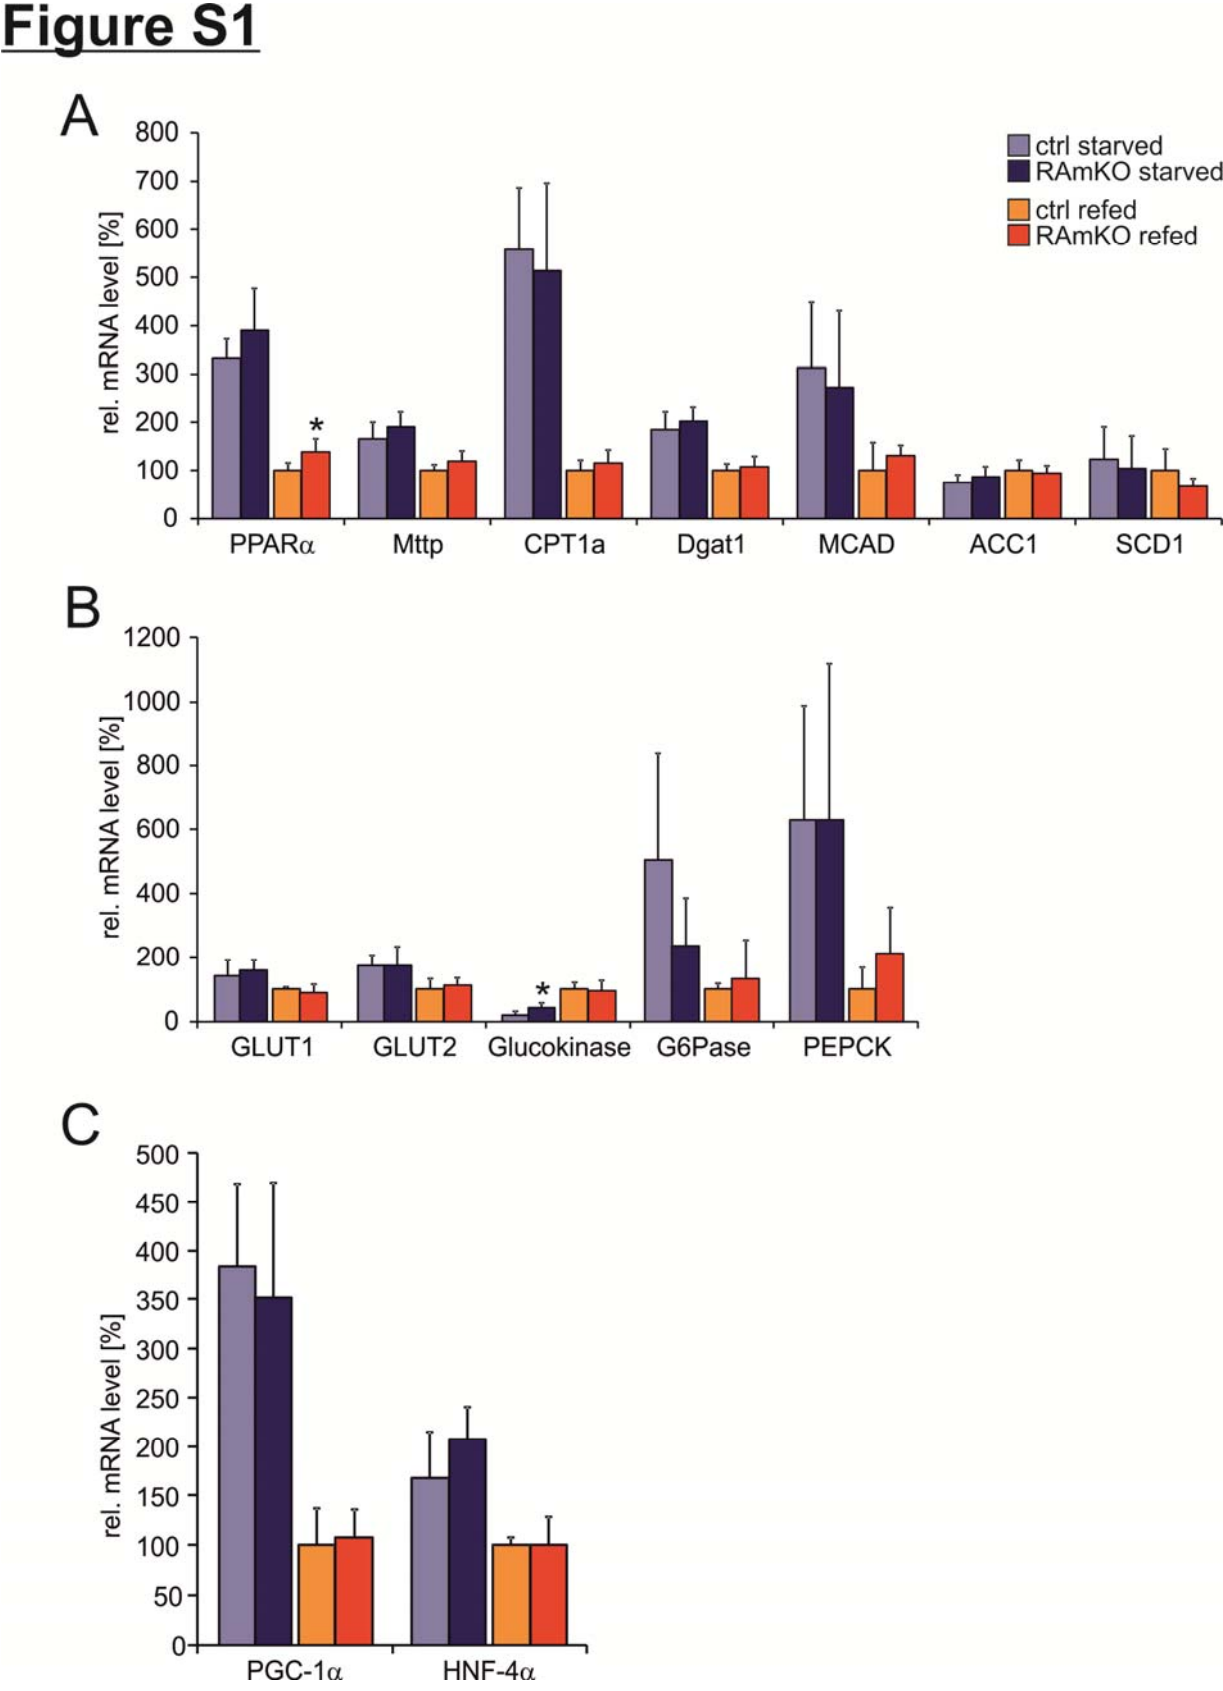 Figure S1
A
800
700
600
500
400
300
200
100
0
rel. mRNA level [%]
ctrl starved
RAmKO starved
ctrl refed
RAmKO refed
*
PPARα Mttp CPT1a Dgat1 MCAD ACC1 SCD1
B
1200
1000
800
600
400
200
0
rel. mRNA level [%]
*
GLUT1 GLUT2 Glucokinase G6Pase PEPCK
C
500
450
400
350
300
250
200
150
100
50
0
rel. mRNA level [%]
PGC-1α HNF-4α